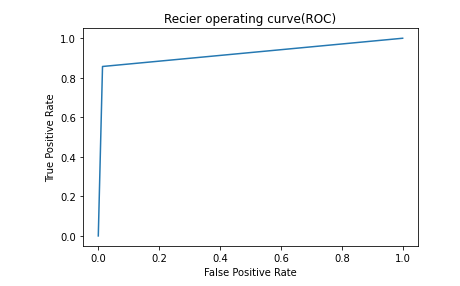 Recier operating curve(ROC)
1.0
0.8
0.6
0.4
0.2
0.0
True Positive Rate
0.0 0.2 0.4 0.6 0.8 1.0
False Positive Rate